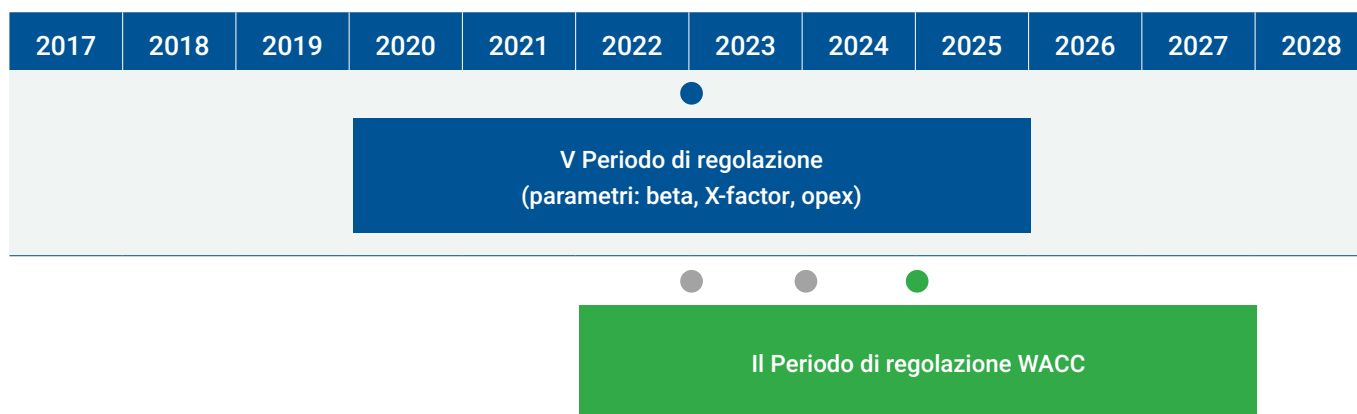 2017 2018 2019 2020 2021 2022 2023 2024 2025 2026 2027 2028
V Periodo di regolazione
(parametri: beta, X-factor, opex)
II Periodo di regolazione WACC